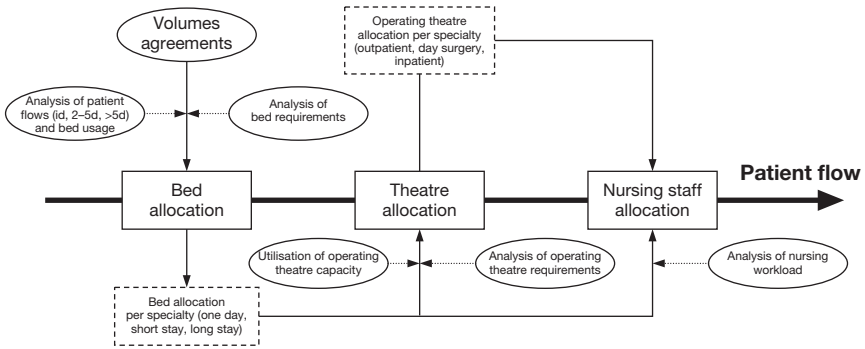 Volumes
agreements
Operating theatre
allocation per specialty
(outpatient, day surgery,
inpatient)
Analysis of patient
flows (id, 2–5d, >5d)
and bed usage
Analysis of
bed requirements
Bed
allocation
Theatre
allocation
Nursing staff
allocation
Patient flow
Utilisation of operating
theatre capacity
Analysis of operating
theatre requirements
Analysis of nursing
workload
Bed allocation
per specialty (one day,
short stay, long stay)